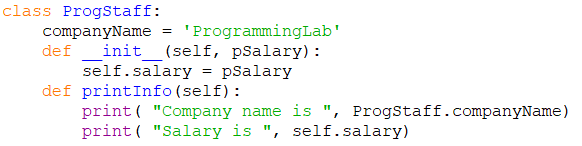 class ProgStaff:
    companyName = 'ProgrammingLab'
    def __init__(self, pSalary):
        self.salary = pSalary
    def printInfo(self):
        print( "Company name is ", ProgStaff.companyName)
        print( "Salary is ", self.salary)